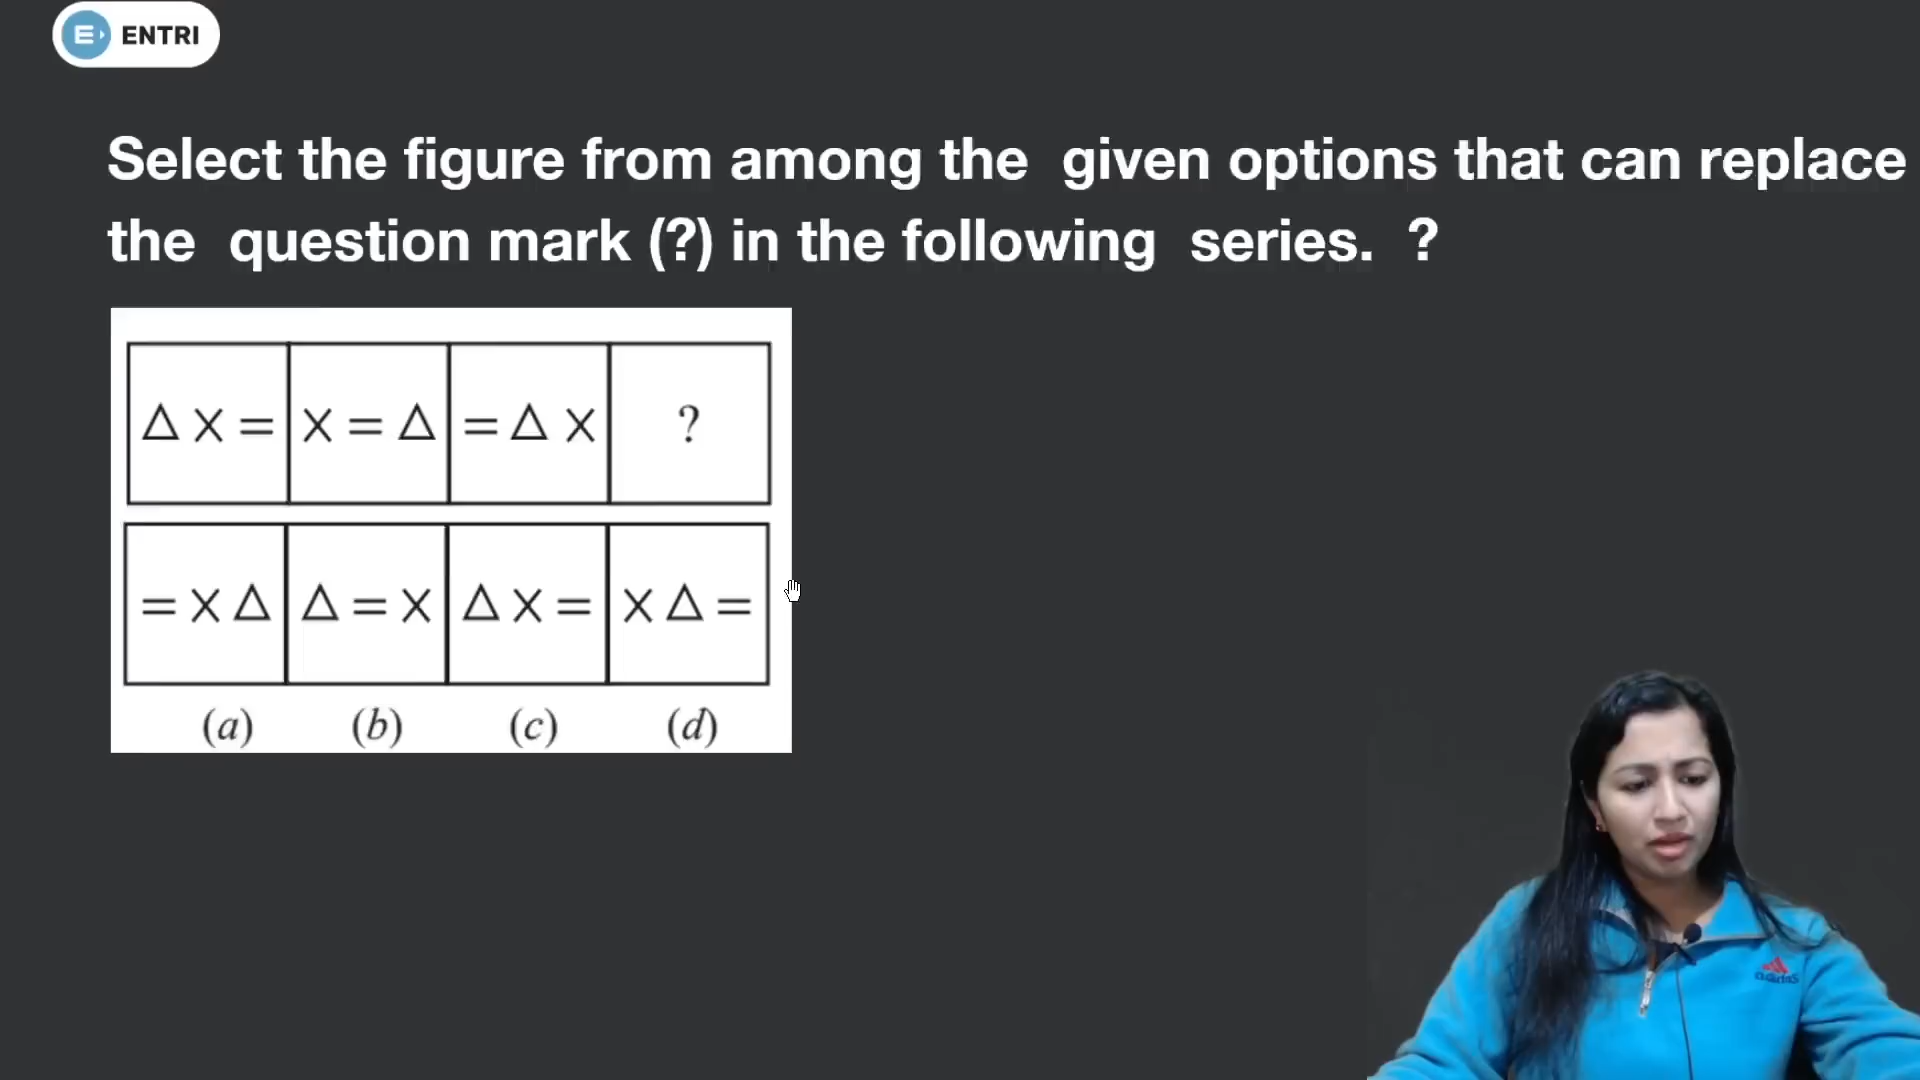 ENTRI
Select the figure from among the given options that can replace
the question mark (?) in the following series. ?
Δ X = X = Δ = Δ X ?
= X Δ Δ = X Δ X = X Δ =
(a) (b) (c) (d)
adidas